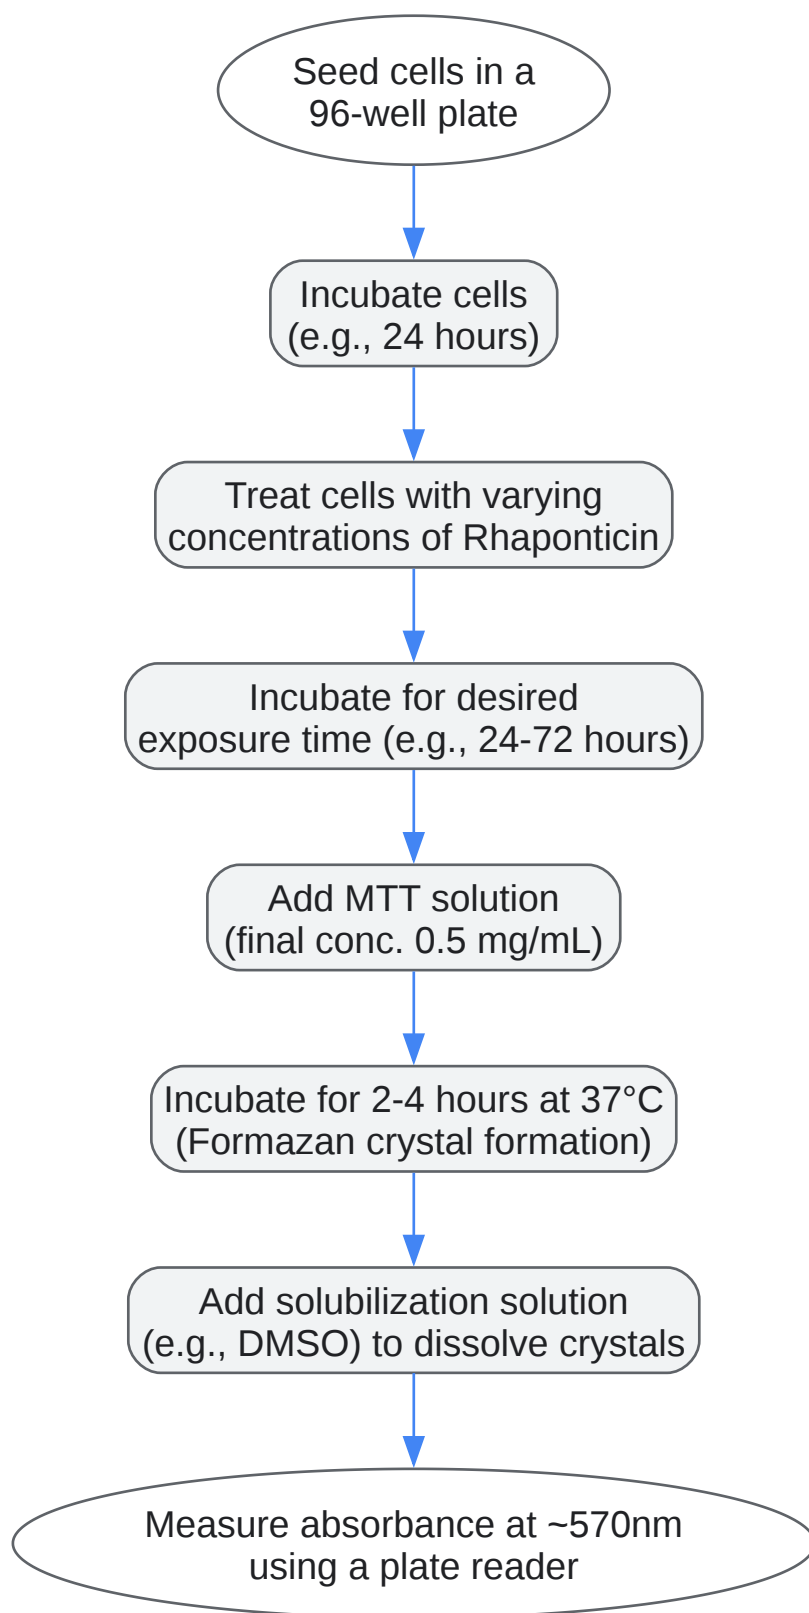 Seed cells in a
96-well plate
Incubate cells
(e.g., 24 hours)
Treat cells with varying
concentrations of Rhaponticin
Incubate for desired
exposure time (e.g., 24-72 hours)
Add MTT solution
(final conc. 0.5 mg/mL)
Incubate for 2-4 hours at 37°C
(Formazan crystal formation)
Add solubilization solution
(e.g., DMSO) to dissolve crystals
Measure absorbance at ~570nm
using a plate reader